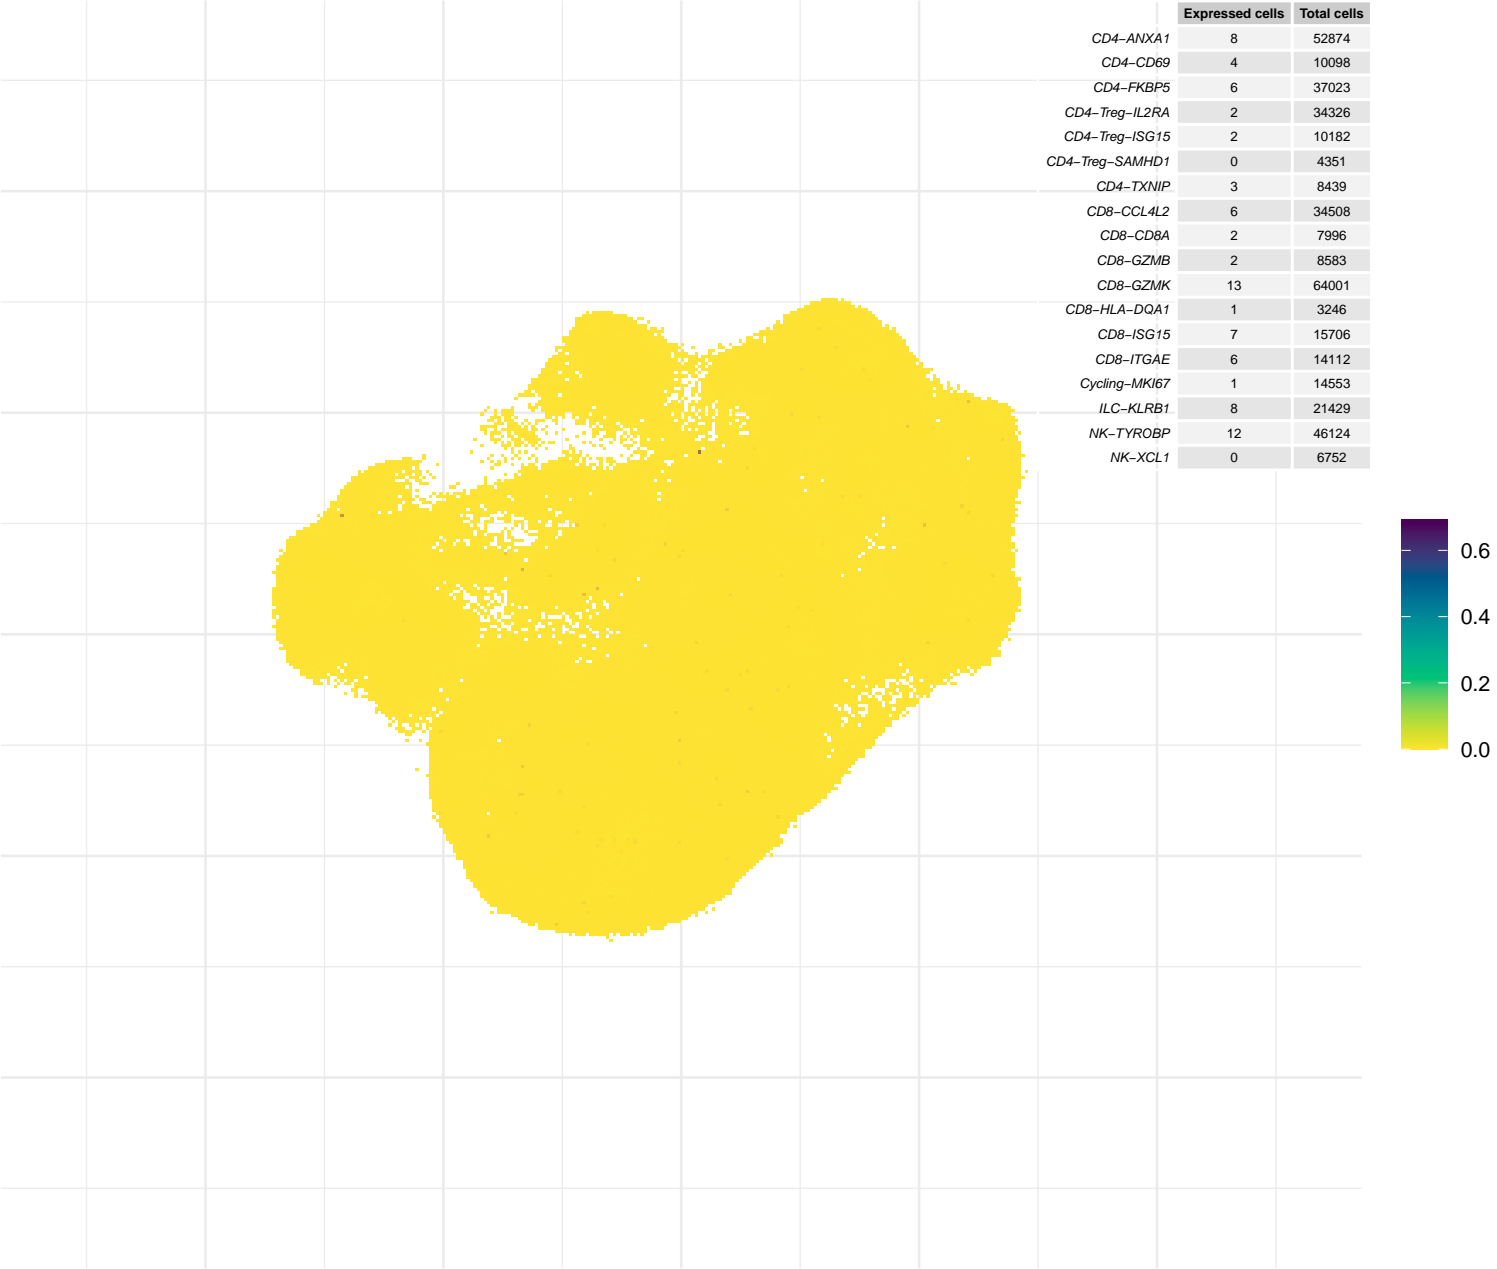 Expressed cells Total cells
CD4−ANXA1 8 52874
CD4−CD69 4 10098
CD4−FKBP5 6 37023
CD4−Treg−IL2RA 2 34326
CD4−Treg−ISG15 2 10182
CD4−Treg−SAMHD1 0 4351
CD4−TXNIP 3 8439
CD8−CCL4L2 6 34508
CD8−CD8A 2 7996
CD8−GZMB 2 8583
CD8−GZMK 13 64001
CD8−HLA−DQA1 1 3246
CD8−ISG15 7 15706
CD8−ITGAE 6 14112
Cycling−MKI67 1 14553
ILC−KLRB1 8 21429
NK−TYROBP 12 46124
NK−XCL1 0 6752
0.6
0.4
0.2
0.0